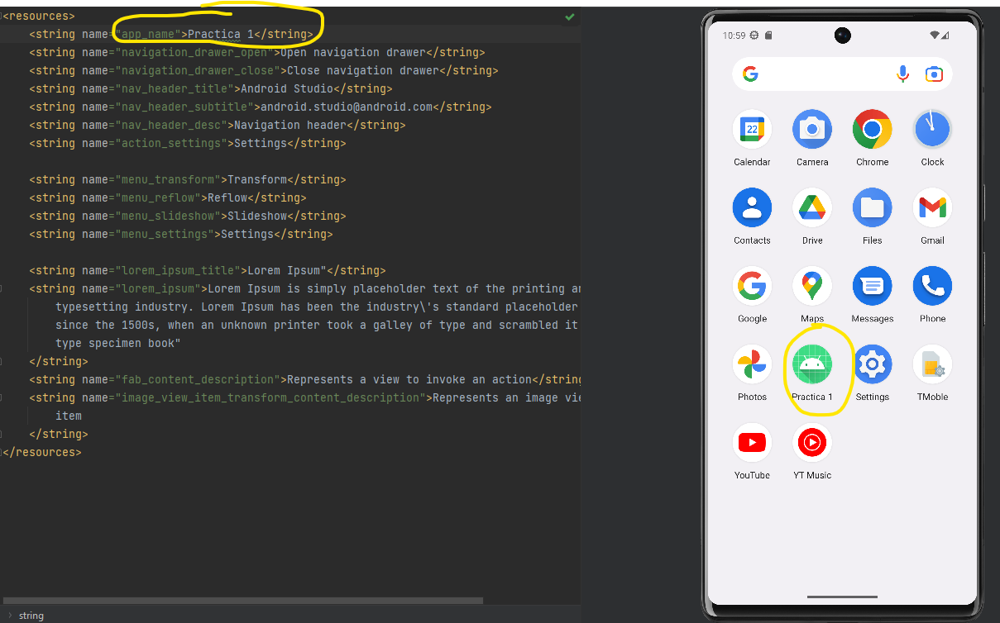 <resources>
<string name="app_name">Practica 1</string>
<string name="navigation_drawer_open">Open navigation drawer</string>
<string name="navigation_drawer_close">Close navigation drawer</string>
<string name="nav_header_title">Android Studio</string>
<string name="nav_header_subtitle">android.studio@android.com</string>
<string name="nav_header_desc">Navigation header</string>
<string name="action_settings">Settings</string>
<string name="menu_transform">Transform</string>
<string name="menu_reflow">Reflow</string>
<string name="menu_slideshow">Slideshow</string>
<string name="menu_settings">Settings</string>
<string name="lorem_ipsum_title">Lorem Ipsum"</string>
<string name="lorem_ipsum">Lorem Ipsum is simply placeholder text of the printing an
typesetting industry. Lorem Ipsum has been the industry\'s standard placeholder
since the 1500s, when an unknown printer took a galley of type and scrambled it
type specimen book"
</string>
<string name="fab_content_description">Represents a view to invoke an action</string
<string name="image_view_item_transform_content_description">Represents an image vie
item
</string>
</resources>
string
10:59
22
Calendar Camera Chrome Clock
Contacts Drive Files Gmail
Google Maps Messages Phone
Photos Practica 1 Settings TMoble
YouTube YT Music